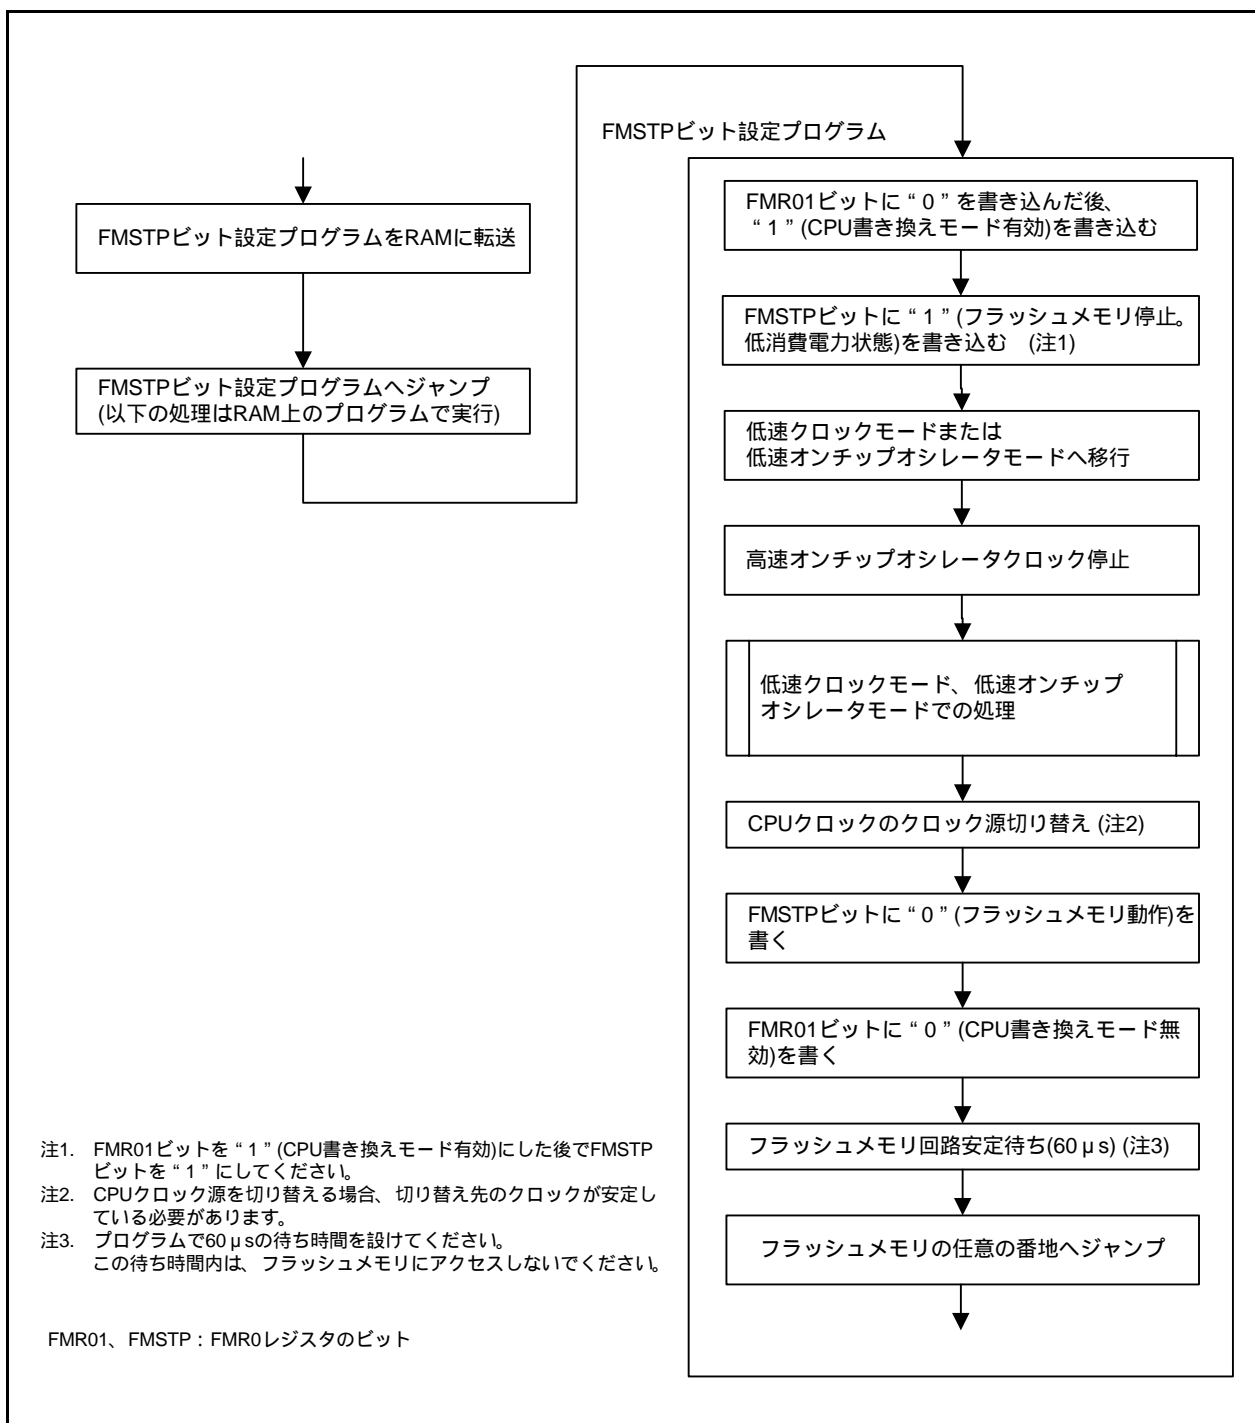 FMSTPビット設定プログラムをRAMに転送
FMSTPビット設定プログラムへジャンプ
(以下の処理はRAM上のプログラムで実行)
FMSTPビット設定プログラム
FMR01ビットに“0”を書き込んだ後、
“1”(CPU書き換えモード有効)を書き込む
FMSTPビットに“1”(フラッシュメモリ停止。
低消費電力状態)を書き込む (注1)
低速クロックモードまたは
低速オンチップオシレータモードへ移行
高速オンチップオシレータクロック停止
低速クロックモード、低速オンチップ
オシレータモードでの処理
CPUクロックのクロック源切り替え (注2)
FMSTPビットに“0”(フラッシュメモリ動作)を
書く
FMR01ビットに“0”(CPU書き換えモード無
効)を書く
フラッシュメモリ回路安定待ち(60μs) (注3)
フラッシュメモリの任意の番地へジャンプ
注1. FMR01ビットを“1”(CPU書き換えモード有効)にした後でFMSTP
ビットを“1”にしてください。
注2. CPUクロック源を切り替える場合、切り替え先のクロックが安定し
ている必要があります。
注3. プログラムで60μsの待ち時間を設けてください。
この待ち時間内は、フラッシュメモリにアクセスしないでください。
FMR01、FMSTP：FMR0レジスタのビット